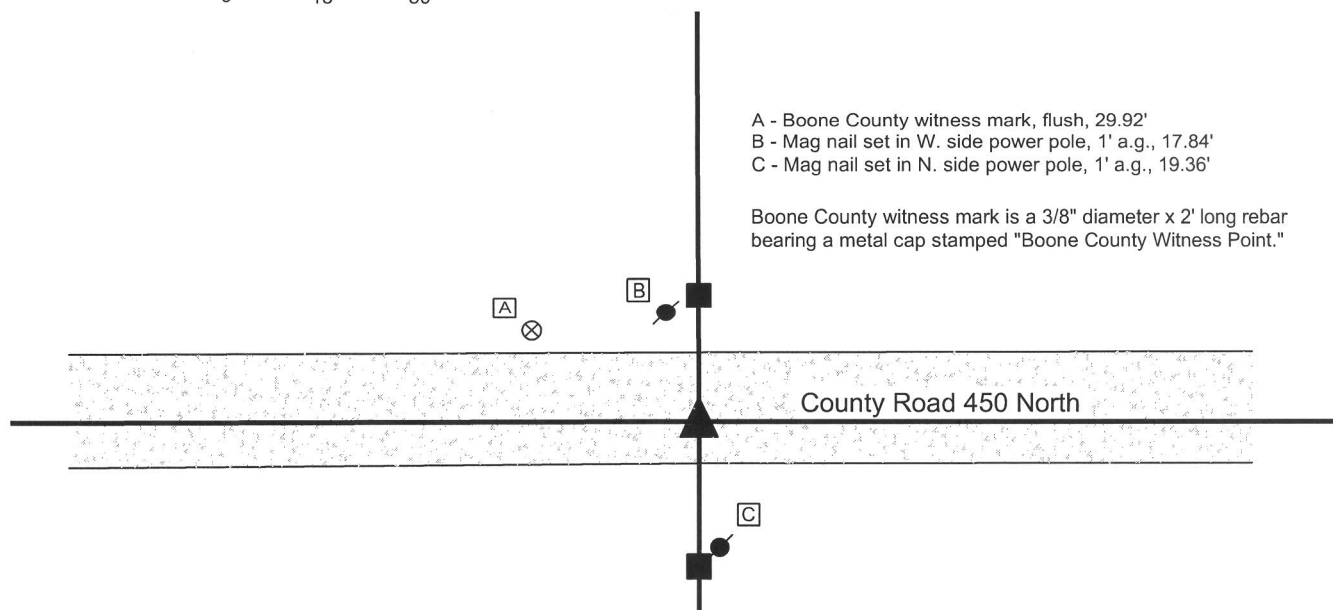 A - Boone County witness mark, flush, 29.92'
B - Mag nail set in W. side power pole, 1' a.g., 17.84'
C - Mag nail set in N. side power pole, 1' a.g., 19.36'
Boone County witness mark is a 3/8" diameter x 2' long rebar
bearing a metal cap stamped "Boone County Witness Point."
B
A
County Road 450 North
C